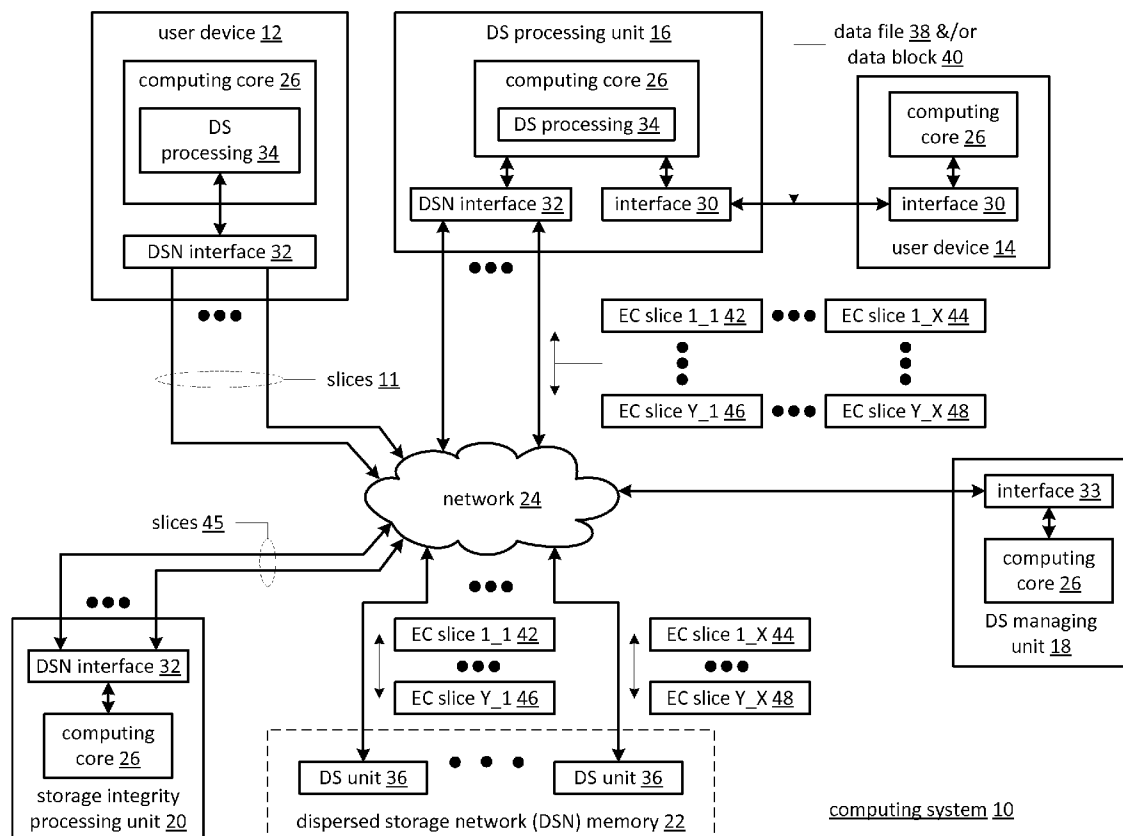 user device 12
computing core 26
DS
processing 34
DSN interface 32
DS processing unit 16
computing core 26
DS processing 34
DSN interface 32
interface 30
data file 38 &/or
data block 40
computing
core 26
interface 30
user device 14
slices 11
EC slice 1_1 42
EC slice 1_X 44
EC slice Y_1 46
EC slice Y_X 48
network 24
interface 33
computing
core 26
DS managing
unit 18
slices 45
DSN interface 32
computing
core 26
storage integrity
processing unit 20
EC slice 1_1 42
EC slice 1_X 44
EC slice Y_1 46
EC slice Y_X 48
DS unit 36
DS unit 36
dispersed storage network (DSN) memory 22
computing system 10